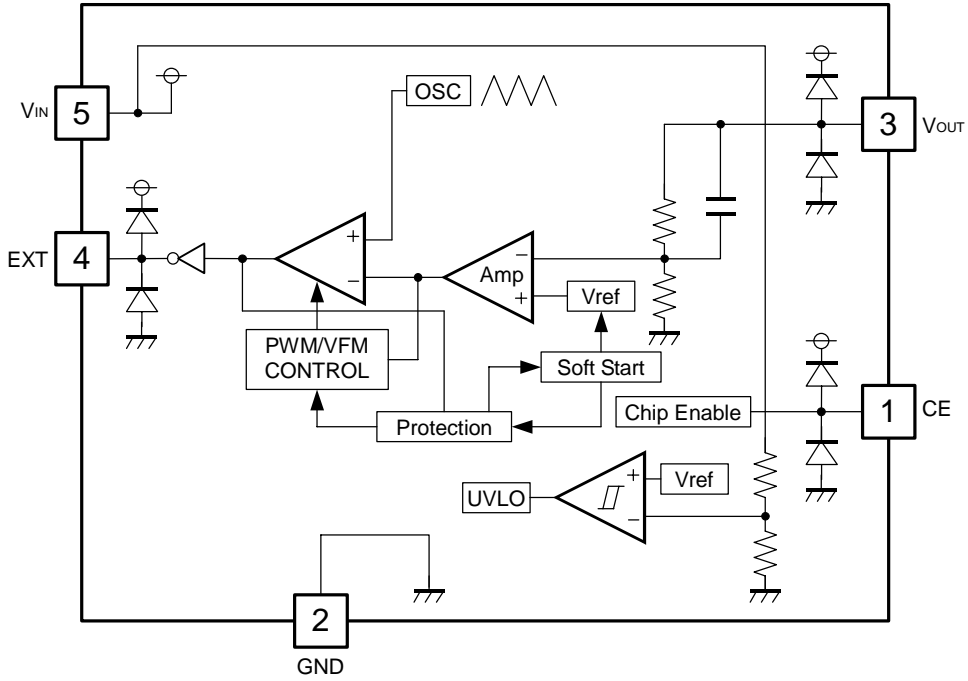 OSC
VIN
5
3
VOUT
+
EXT
4
−
−
Amp
+
Vref
PWM/VFM
CONTROL
Soft Start
Protection
Chip Enable
1
CE
UVLO
+
Vref
−
2
GND